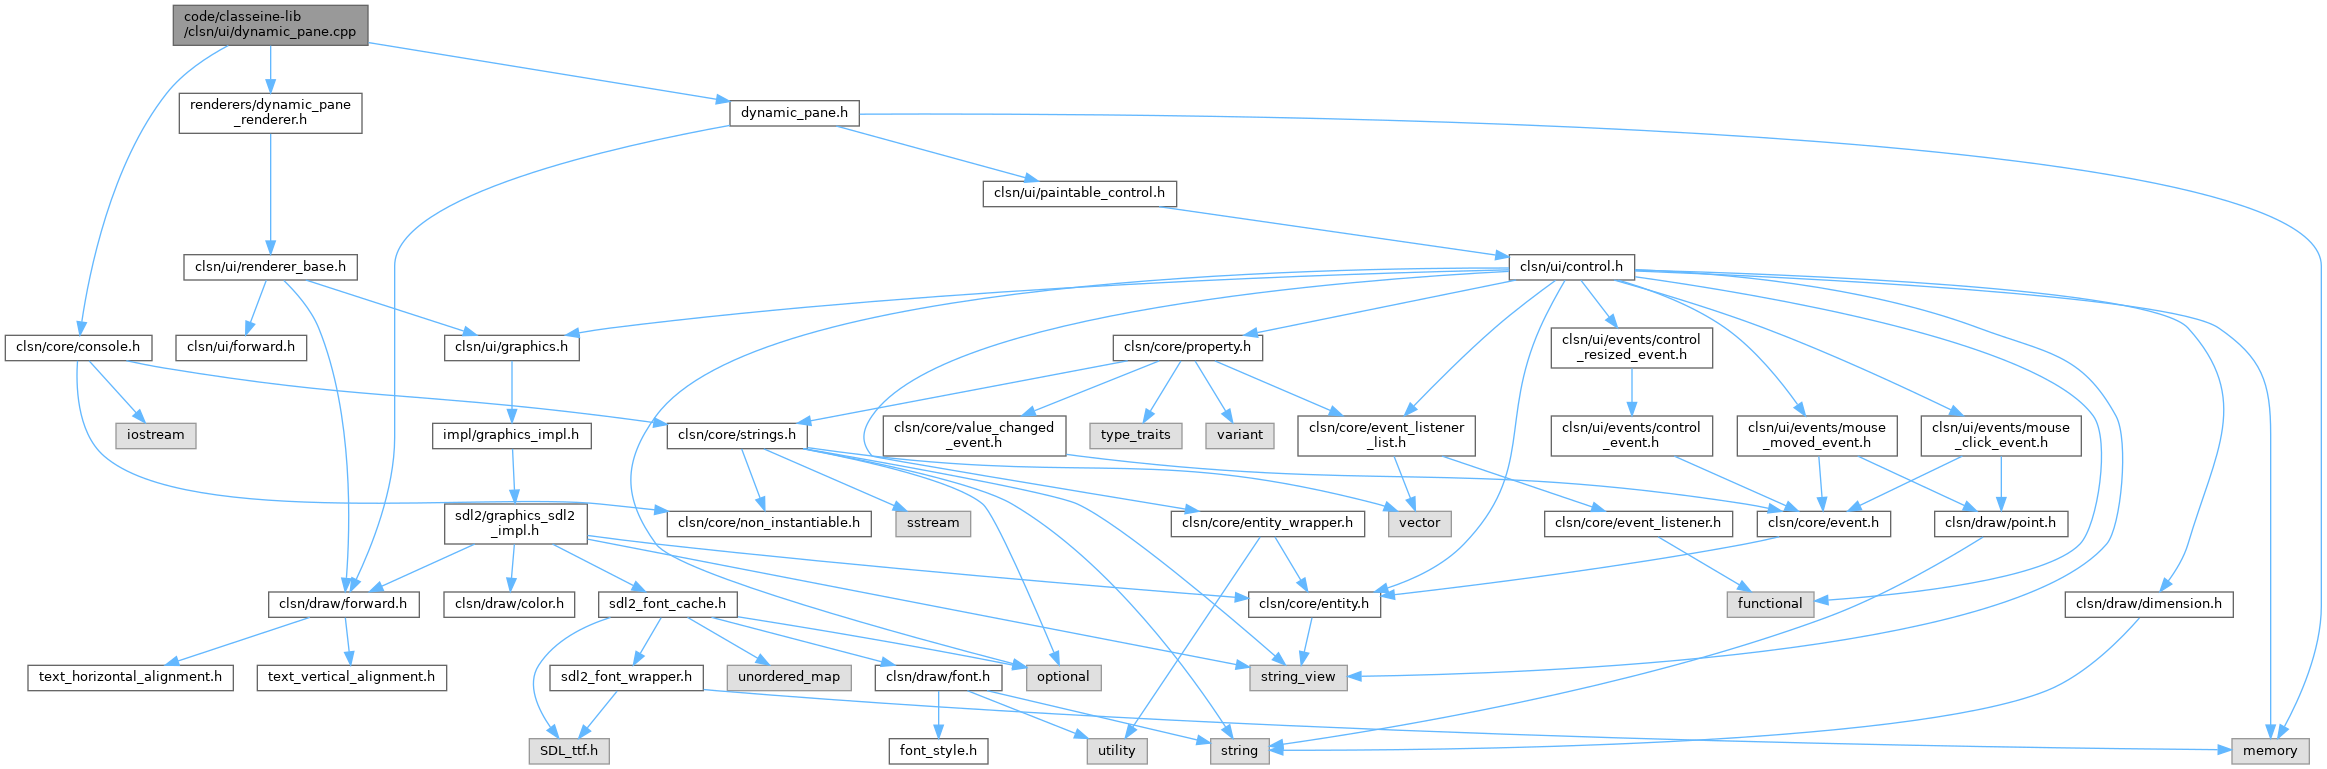 code/classeine-lib
/clsn/ui/dynamic_pane.cpp
renderers/dynamic_pane
_renderer.h
dynamic_pane.h
clsn/ui/paintable_control.h
clsn/ui/renderer_base.h
clsn/ui/control.h
clsn/core/console.h
clsn/ui/forward.h
clsn/ui/graphics.h
clsn/core/property.h
clsn/ui/events/control
_resized_event.h
iostream
impl/graphics_impl.h
clsn/core/strings.h
clsn/core/value_changed
_event.h
type_traits
variant
clsn/core/event_listener
_list.h
clsn/ui/events/control
_event.h
clsn/ui/events/mouse
_moved_event.h
clsn/ui/events/mouse
_click_event.h
sdl2/graphics_sdl2
_impl.h
clsn/core/non_instantiable.h
sstream
clsn/core/entity_wrapper.h
vector
clsn/core/event_listener.h
clsn/core/event.h
clsn/draw/point.h
clsn/draw/forward.h
clsn/draw/color.h
sdl2_font_cache.h
clsn/core/entity.h
functional
clsn/draw/dimension.h
text_horizontal_alignment.h
text_vertical_alignment.h
sdl2_font_wrapper.h
unordered_map
clsn/draw/font.h
optional
string_view
SDL_ttf.h
font_style.h
utility
string
memory